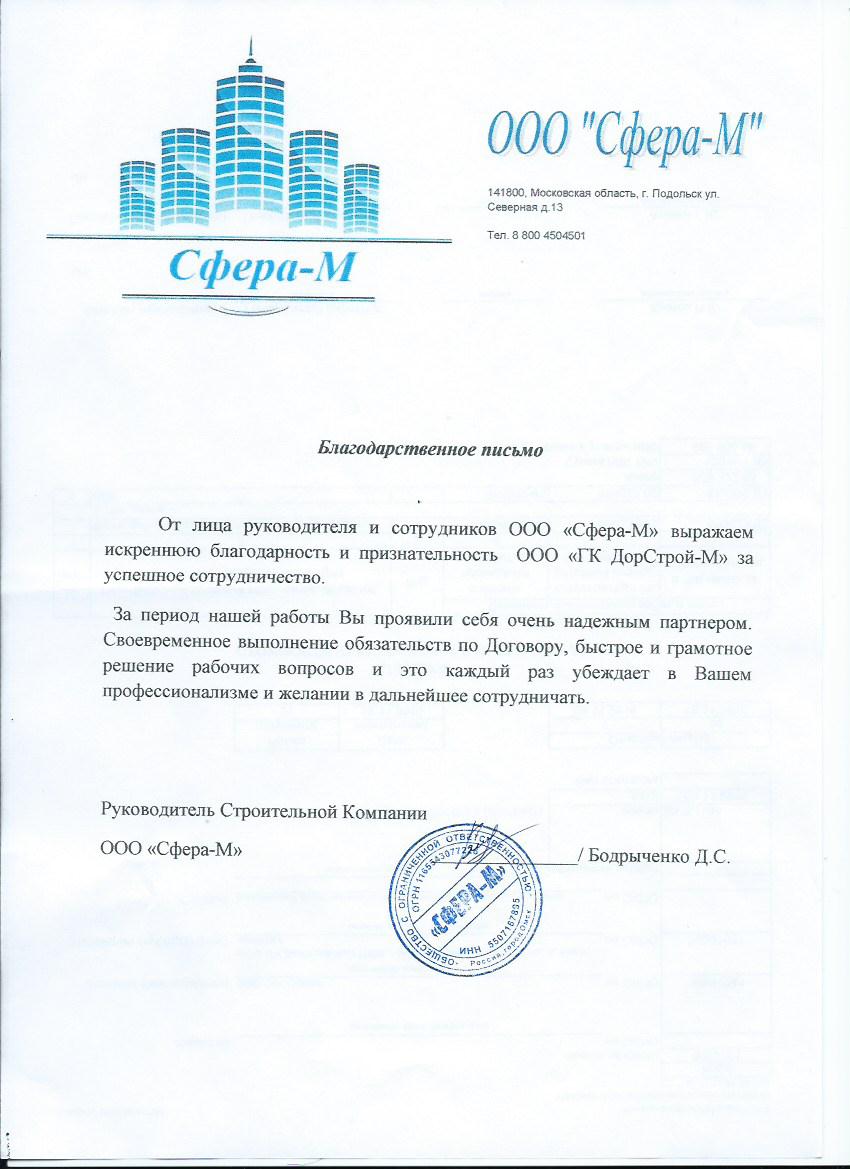 ООО "Сфера-М"
141800, Московская область, г. Подольск ул.
Северная д.13
Тел. 8 800 4504501
Сфера-М
Благодарственное письмо
От лица руководителя и сотрудников ООО «Сфера-М» выражаем
искреннюю благодарность и признательность ООО «ГК ДорСтрой-М» за
успешное сотрудничество.
За период нашей работы Вы проявили себя очень надежным партнером.
Своевременное выполнение обязательств по Договору, быстрое и грамотное
решение рабочих вопросов и это каждый раз убеждает в Вашем
профессионализме и желании в дальнейшее сотрудничать.
Руководитель Строительной Компании
ООО «Сфера-М» / Бодрыченко Д.С.
ОБЩЕСТВО С ОГРАНИЧЕННОЙ ОТВЕТСТВЕННОСТЬЮ
ОГРН
«СФЕРА-М»
ИНН 5507167895
Россия, город Омск